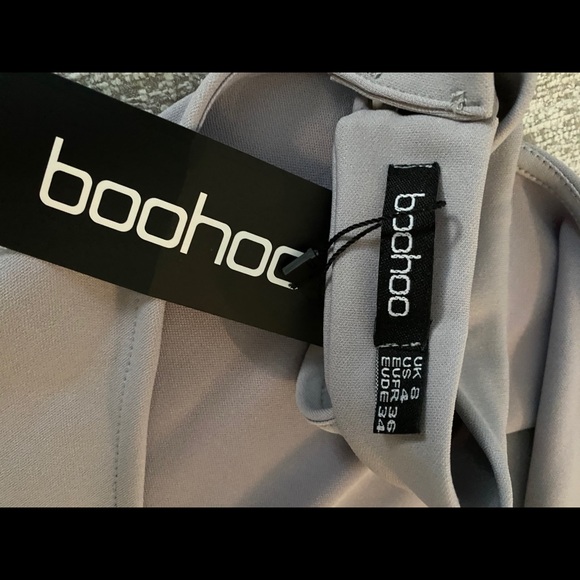 boohoo
boohoo
UK 8
US 4
EUFR 36
EUDE 34